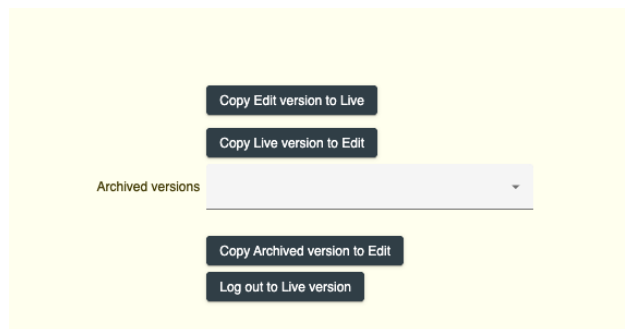 Copy Edit version to Live
Copy Live version to Edit
Archived versions
Copy Archived version to Edit
Log out to Live version